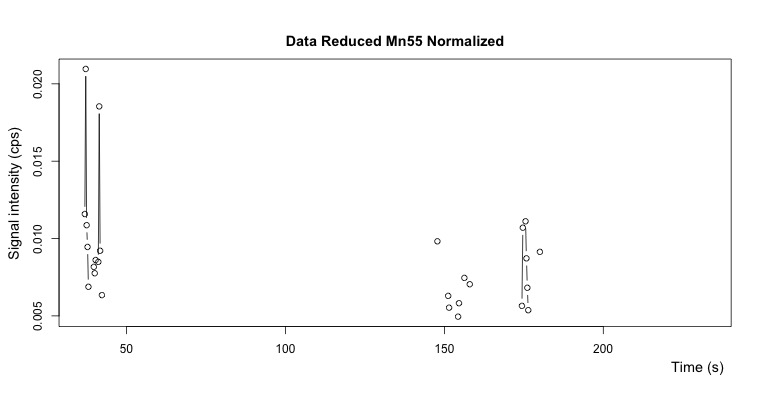 Data Reduced Mn55 Normalized
Signal intensity (cps)
0.020
0.015
0.010
0.005
50 100 150 200
Time (s)